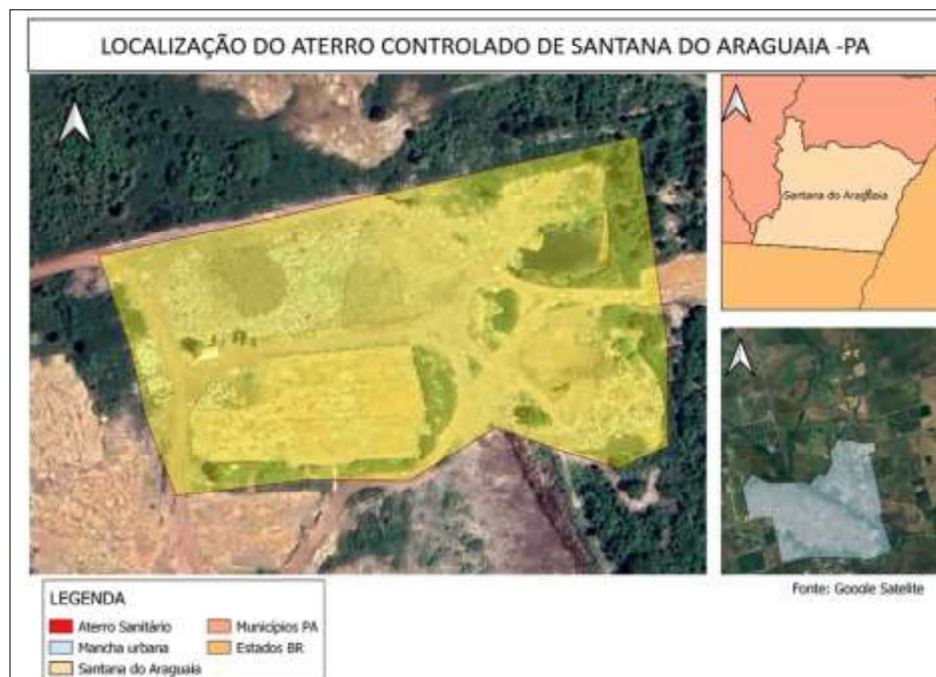 LOCALIZAÇÃO DO ATERRO CONTROLADO DE SANTANA DO ARAGUAIA -PA
Santana do Araguaia
Fonte: Google Satelite
LEGENDA
Aterro Sanitário
Municípios PA
Mancha urbana
Estados BR
Santana do Araguaia